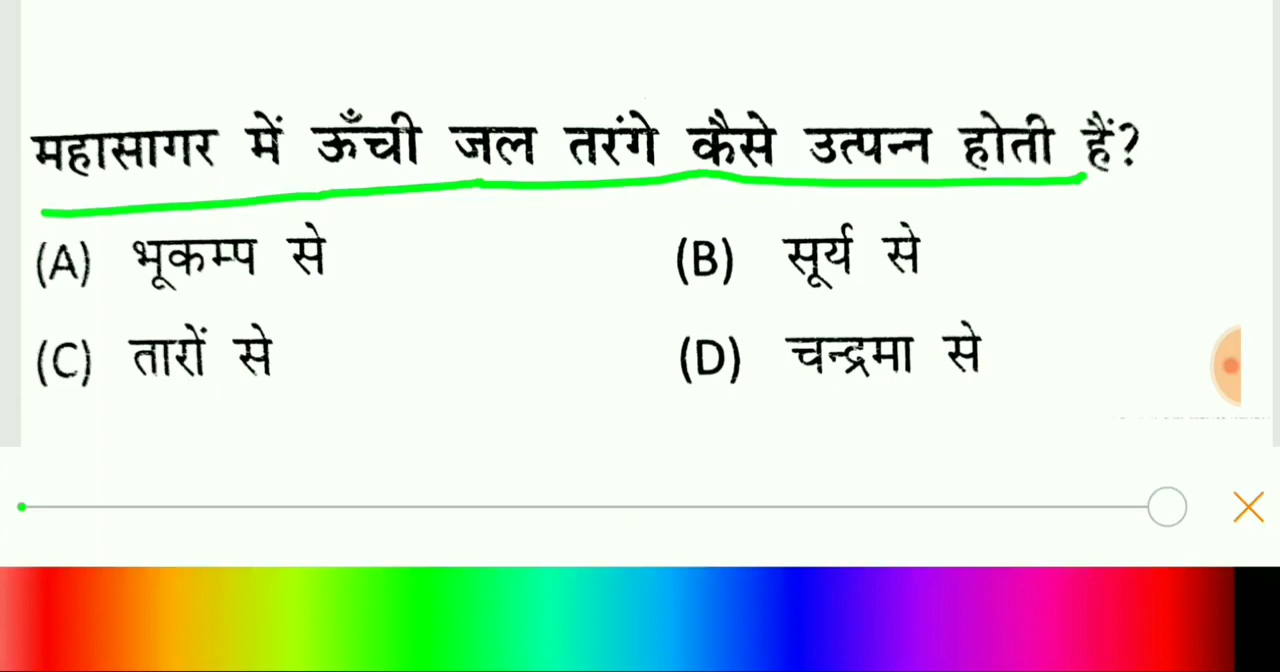 महासागर में ऊँची जल तरंगे कैसे उत्पन्न होती हैं?
(A) भूकम्प से (B) सूर्य से
(C) तारों से (D) चन्द्रमा से